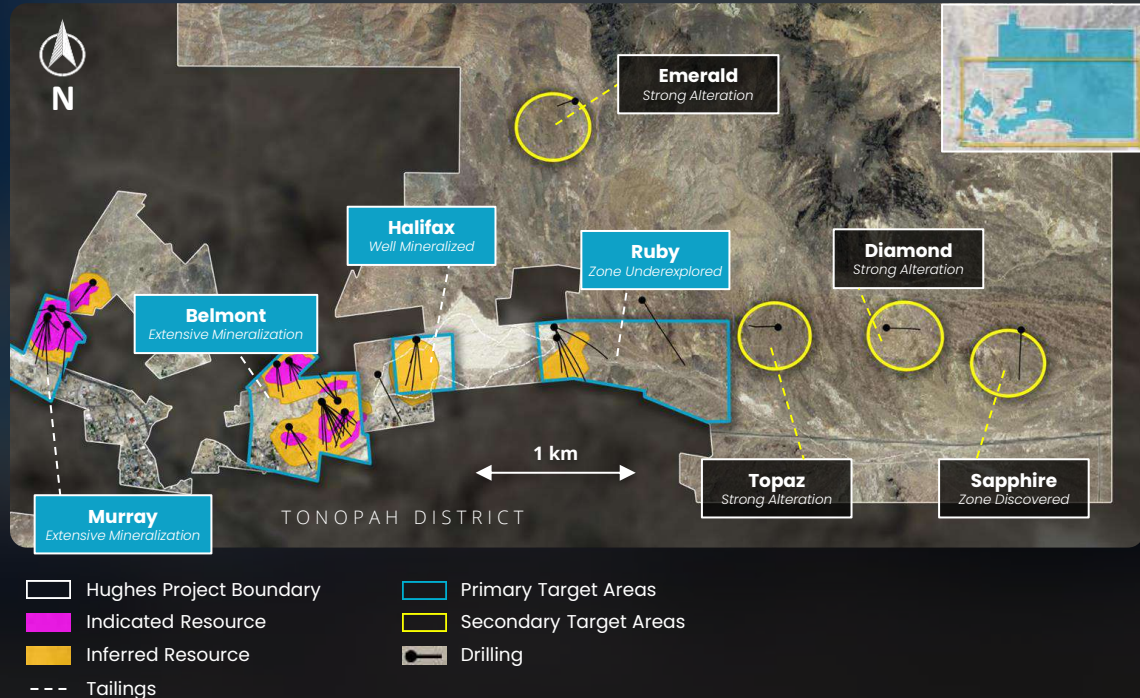 N
Emerald
Strong Alteration
Halifax
Well Mineralized
Ruby
Zone Underexplored
Diamond
Strong Alteration
Belmont
Extensive Mineralization
1 km
Topaz
Strong Alteration
Sapphire
Zone Discovered
Murray
Extensive Mineralization
TONOPAH DISTRICT
Hughes Project Boundary
Primary Target Areas
Indicated Resource
Secondary Target Areas
Inferred Resource
Drilling
Tailings